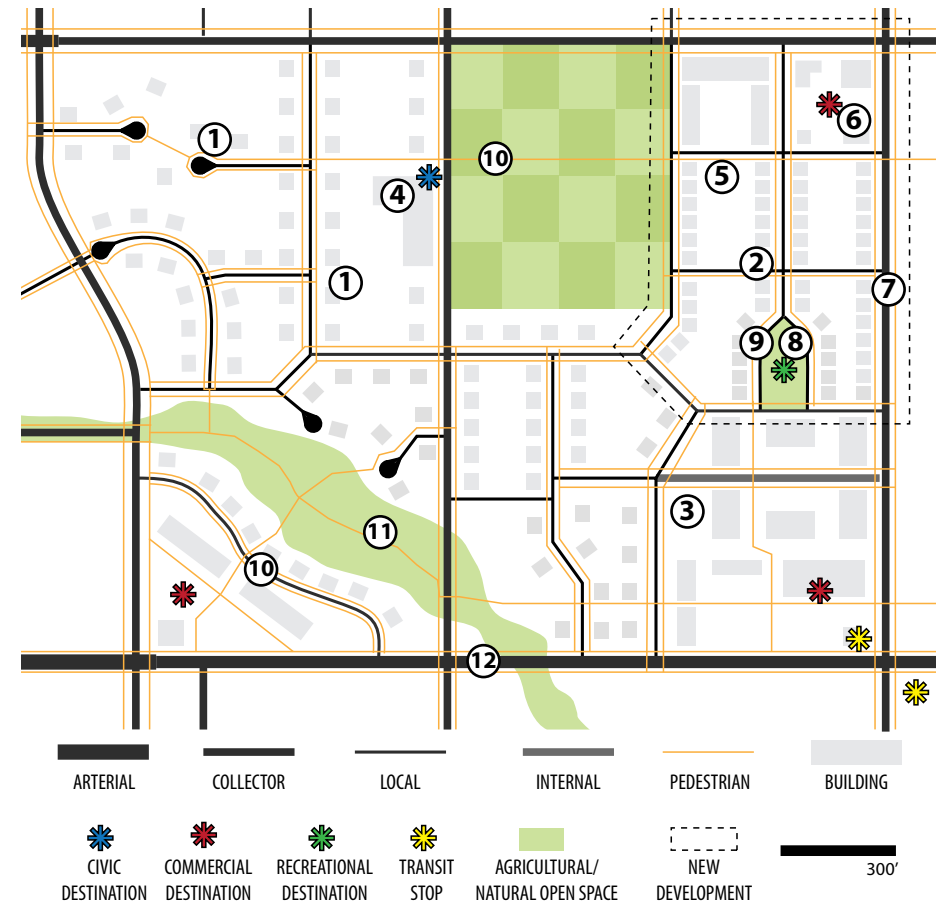 1
10
6
5
4
2
1
7
9
8
3
11
10
12
ARTERIAL
COLLECTOR
LOCAL
INTERNAL
PEDESTRIAN
BUILDING
CIVIC
DESTINATION
COMMERCIAL
DESTINATION
RECREATIONAL
DESTINATION
TRANSIT
STOP
AGRICULTURAL/
NATURAL OPEN SPACE
NEW
DEVELOPMENT
300’